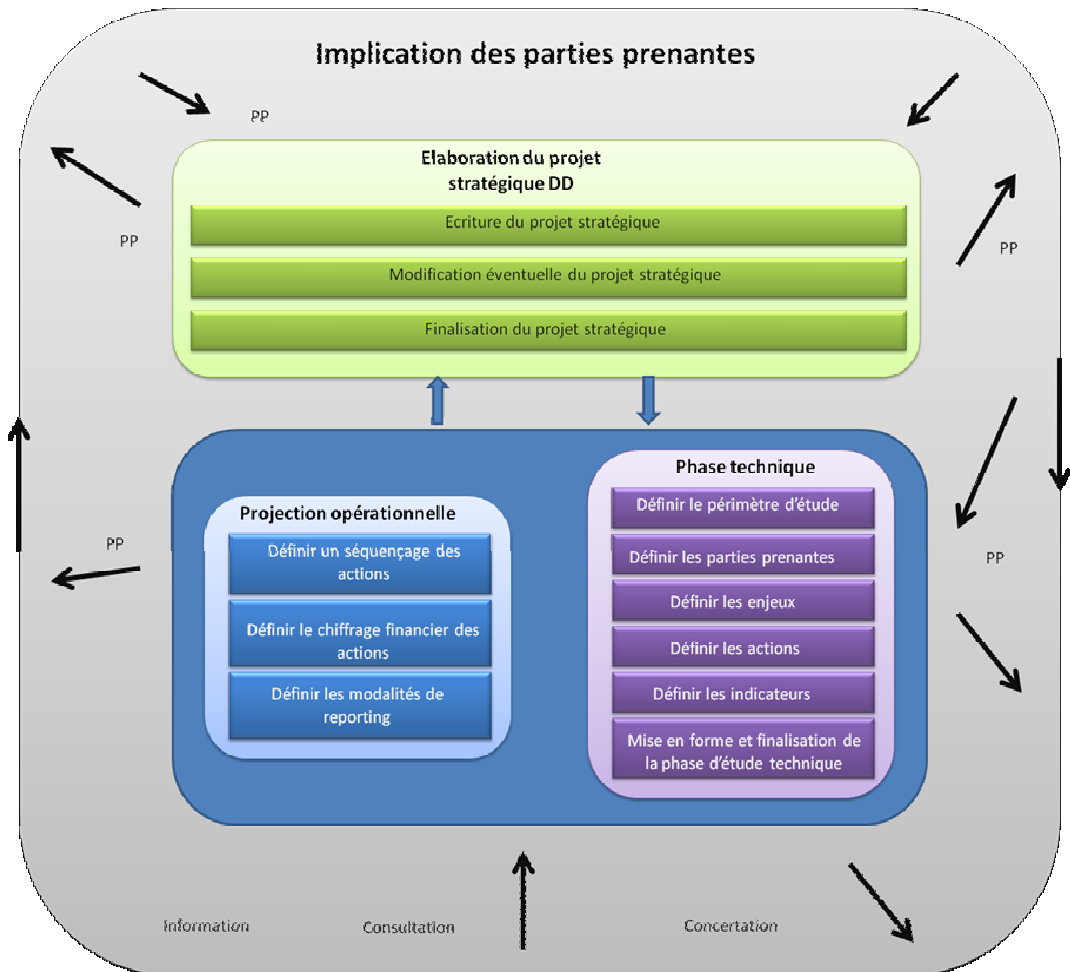 Implication des parties prenantes
PP
Elaboration du projet
stratégique DD
Ecriture du projet stratégique
PP
PP
Modification éventuelle du projet stratégique
Finalisation du projet stratégique
Projection opérationnelle
Définir un séquençage des
actions
Définir le chiffrage financier des
actions
Définir les modalités de
reporting
Phase technique
Définir le périmètre d’étude
Définir les parties prenantes
Définir les enjeux
Définir les actions
Définir les indicateurs
Mise en forme et finalisation de
la phase d’étude technique
PP
PP
Information
Consultation
Concertation